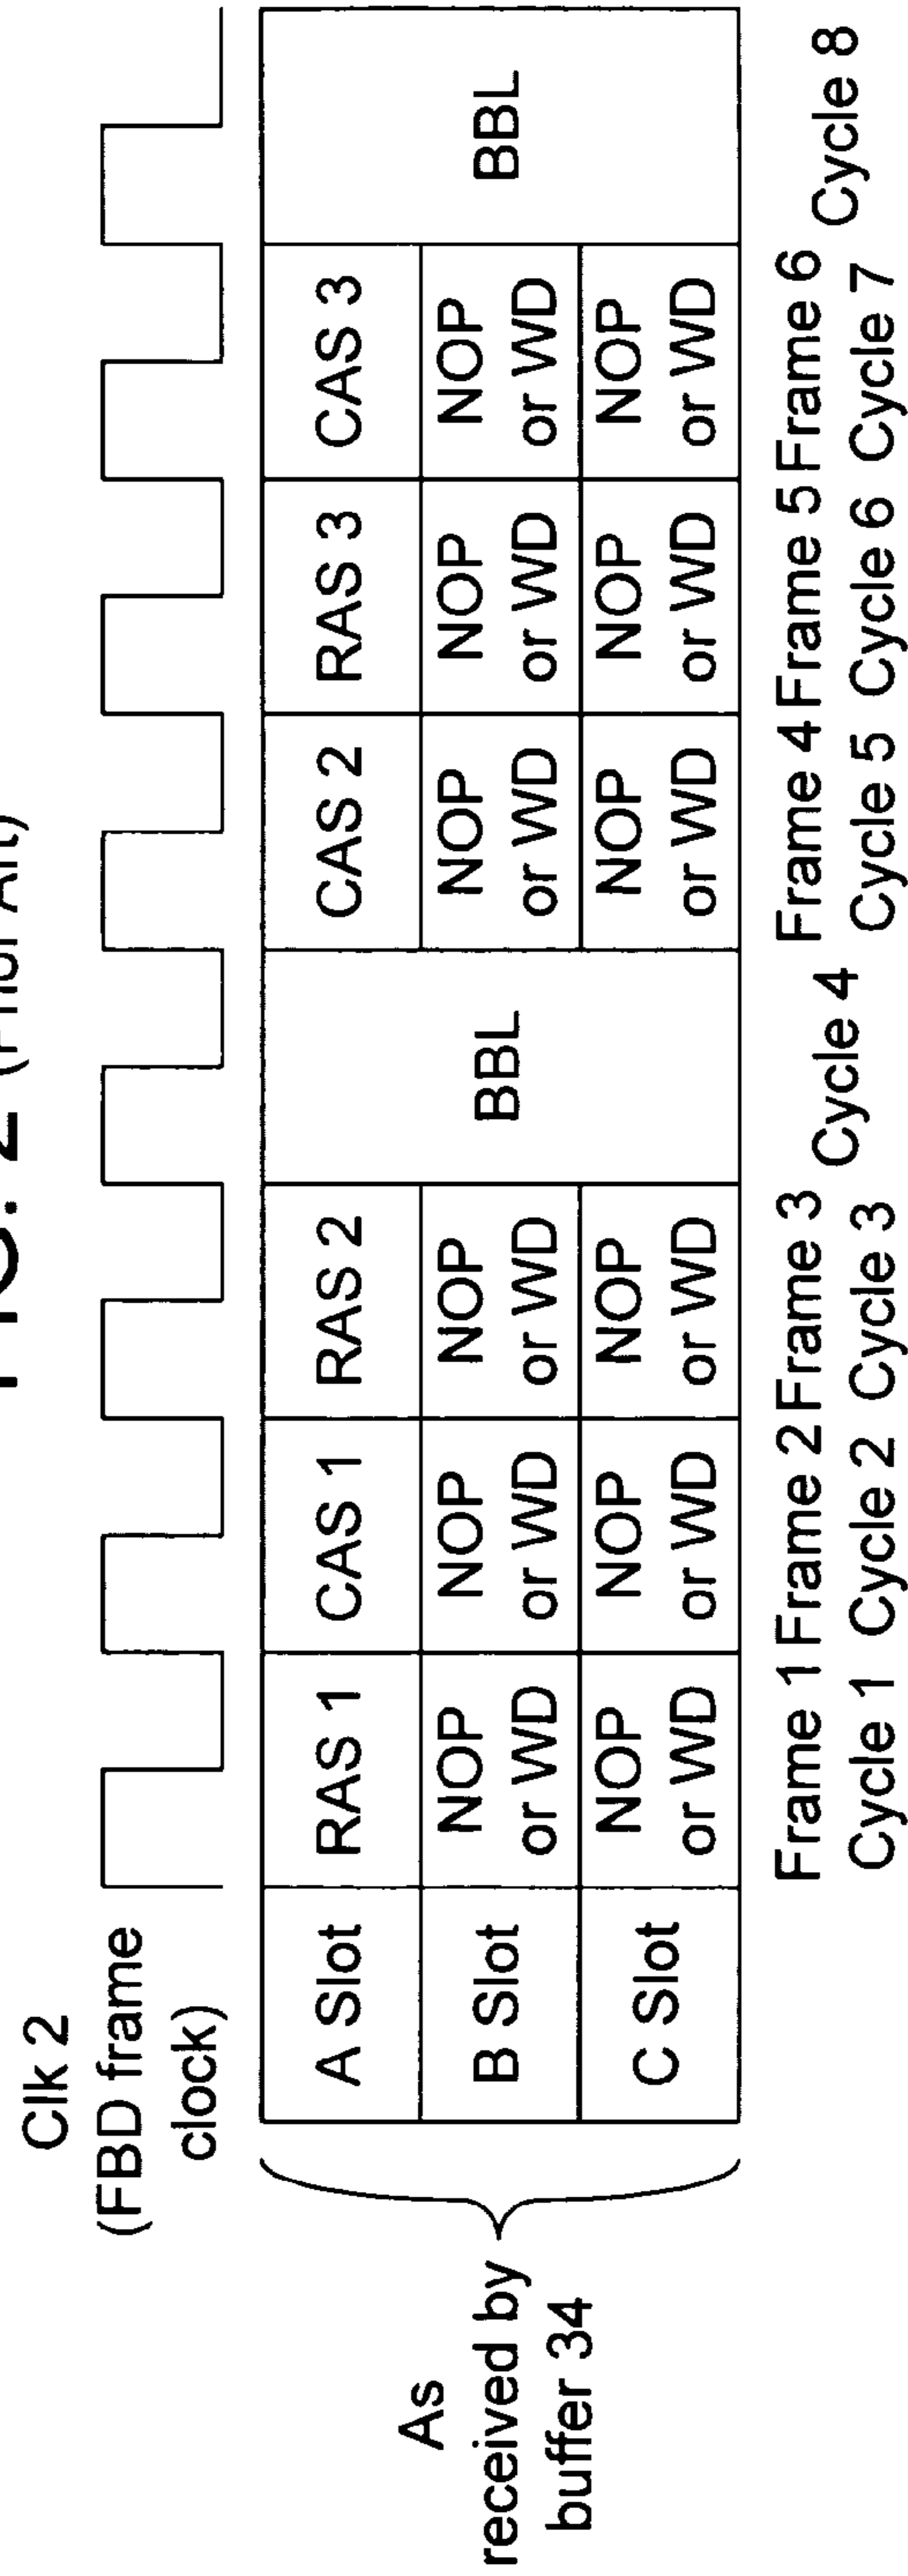 FIG. 2 (Prior Art)
Clk 2
(FBD frame
clock)
A Slot
RAS 1
CAS 1
RAS 2
BBL
CAS 2
RAS 3
CAS 3
BBL
B Slot
NOP
or WD
NOP
or WD
NOP
or WD
NOP
or WD
NOP
or WD
NOP
or WD
C Slot
NOP
or WD
NOP
or WD
NOP
or WD
NOP
or WD
NOP
or WD
NOP
or WD
As
received by
buffer 34
Frame 1 Frame 2 Frame 3
Cycle 1 Cycle 2 Cycle 3
Cycle 4
Frame 4 Frame 5 Frame 6
Cycle 5 Cycle 6 Cycle 7
Cycle 8